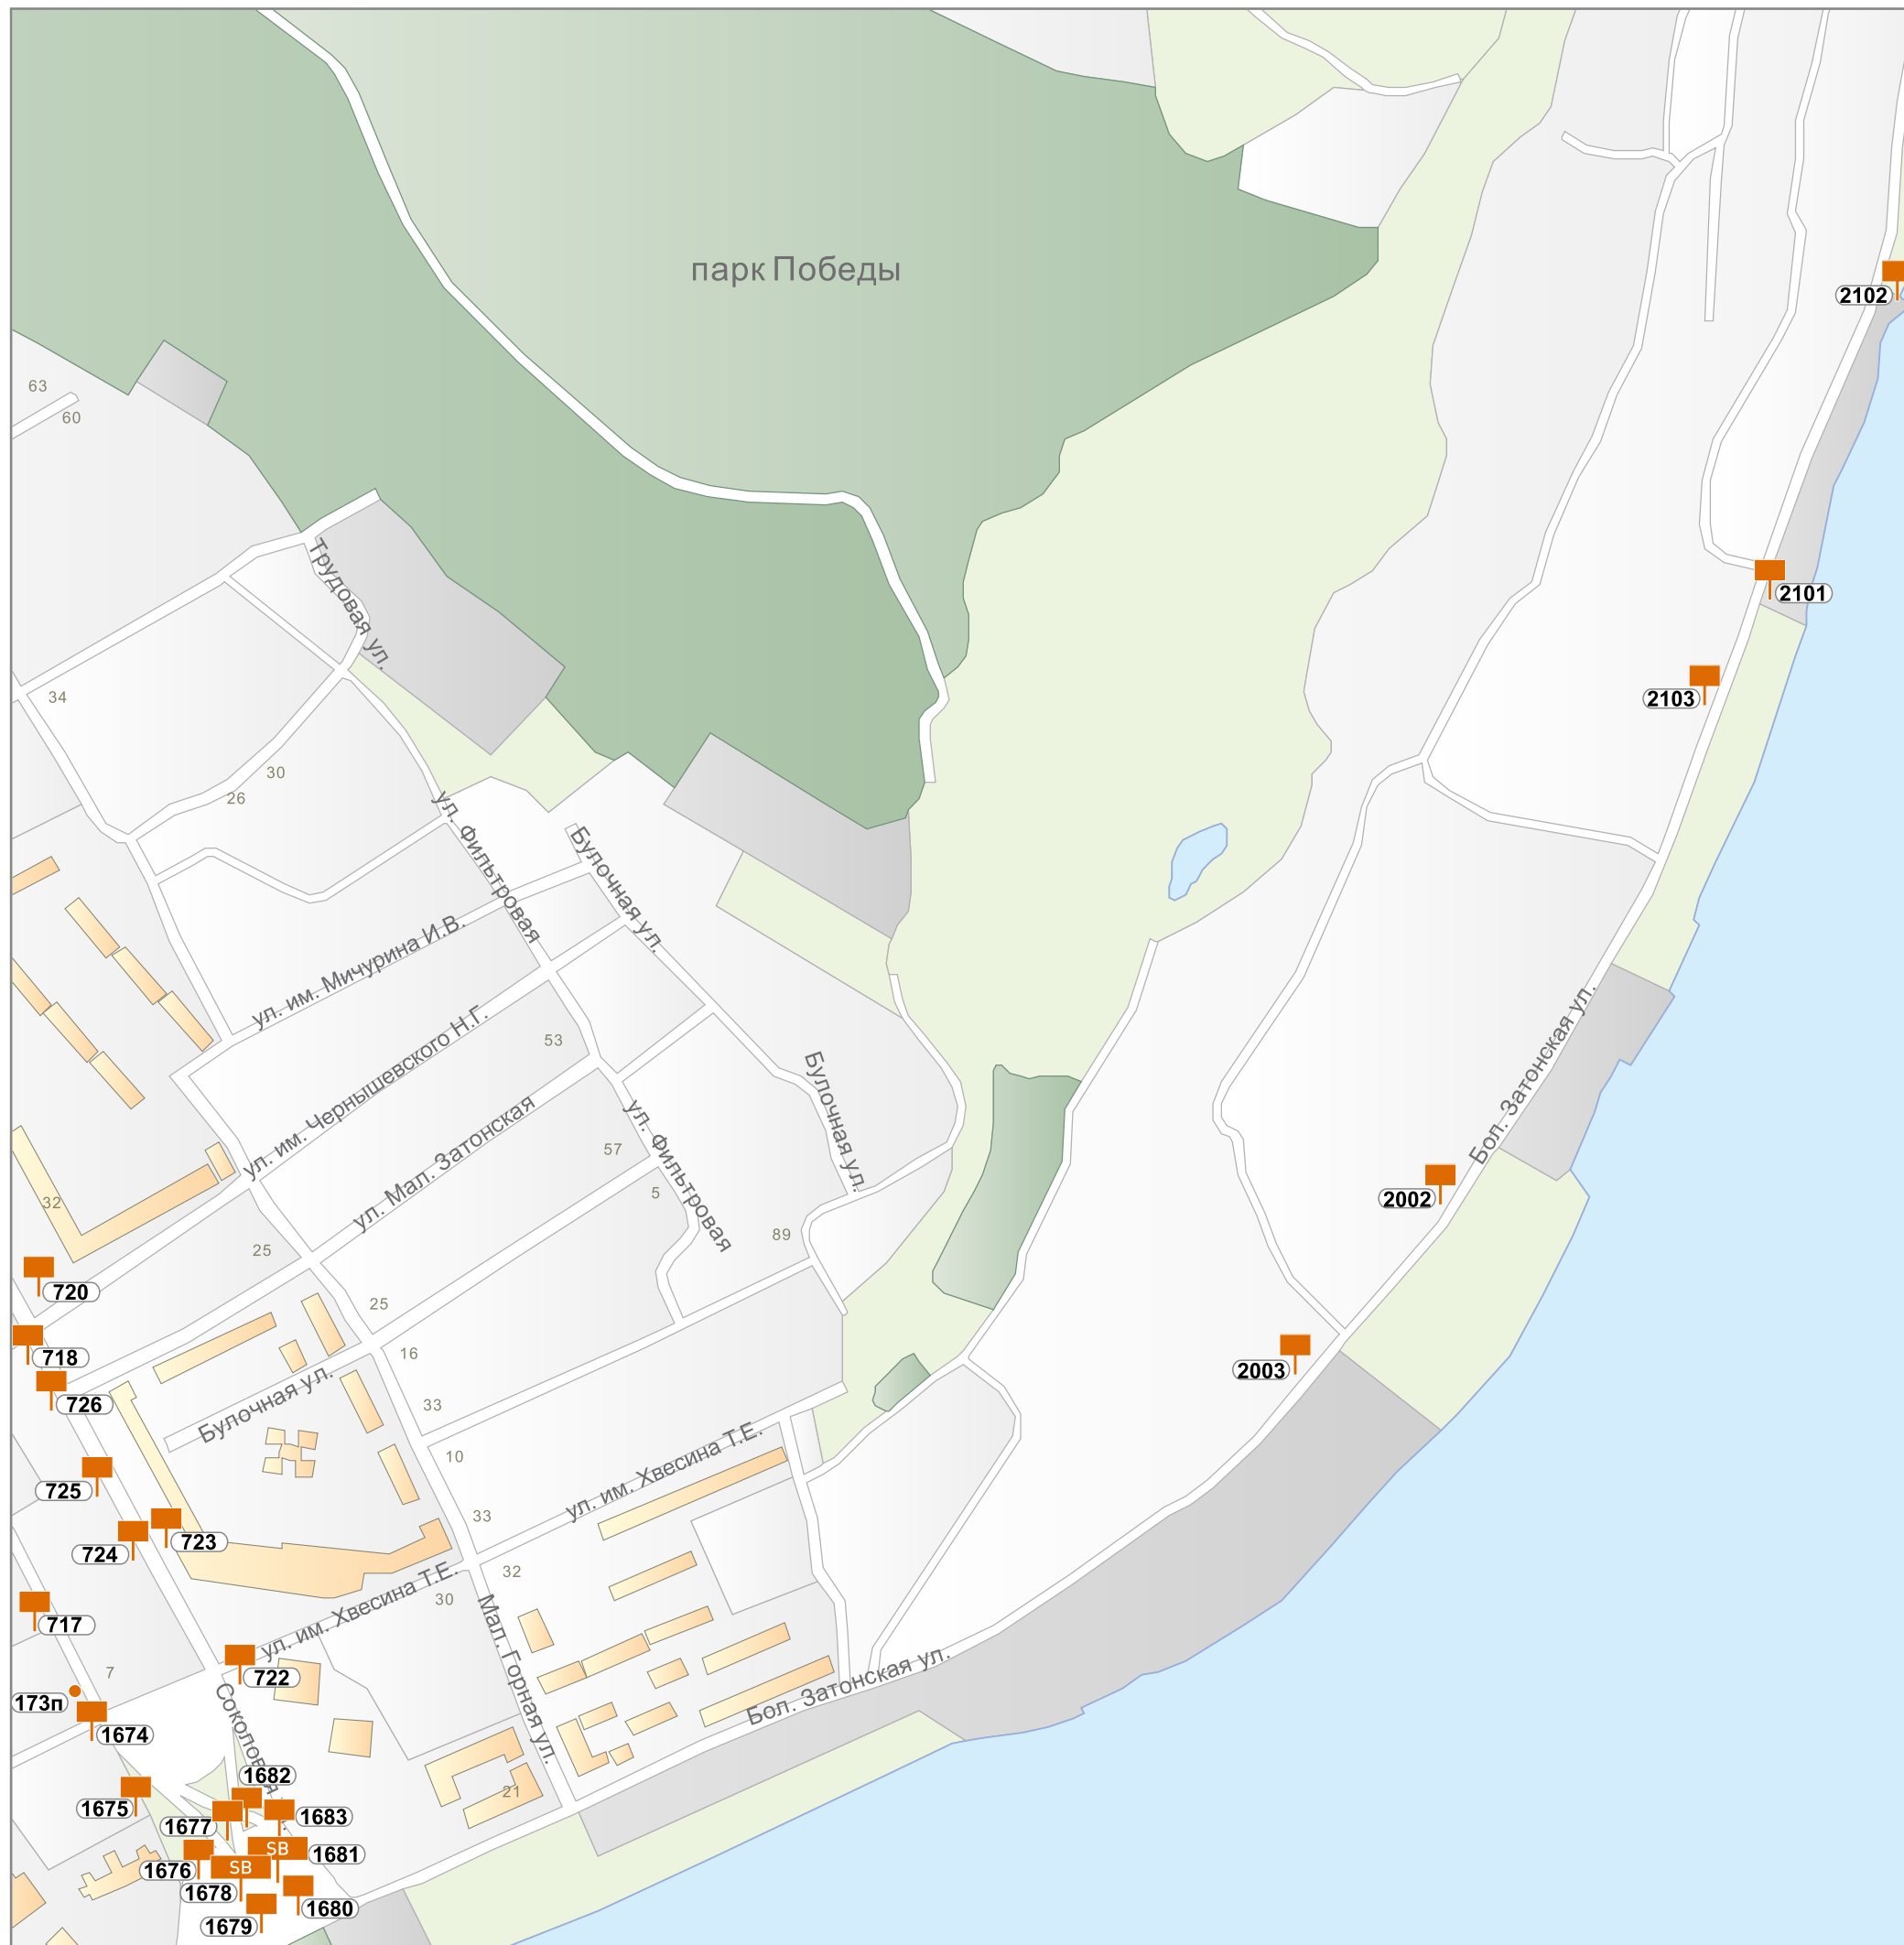 парк Победы
2102
63
60
2101
Трудовая ул.
34
2103
30
26
ул. Фильтровая
Булочная ул.
ул. им. Мичурина И.В.
ул. им. Чернышевского Н.Г.
53
Бол. Затонская ул.
Булочная ул.
ул. Мал. Затонская
ул. Фильтровая
57
5
32
2002
25
89
720
25
718
16
2003
726
33
Булочная ул.
10
ул. им. Хвесина Т.Е.
725
33
723
724
32
ул. им. Хвесина Т.Е.
30
717
Мал. Горная ул.
7
722
173п
Бол. Затонская ул.
1674
1682
21
1675
1683
1677
SB
1681
1676
SB
1678
1680
1679